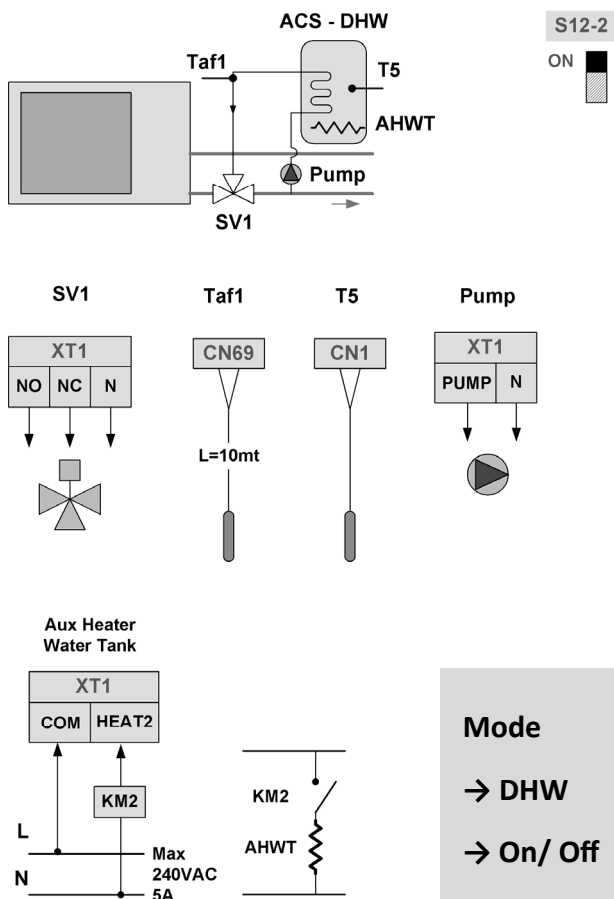 ACS - DHW
S12-2
ON
Taf1
T5
AHWT
Pump
SV1
SV1
Taf1
T5
Pump
XT1
NO NC N
CN69
CN1
XT1
PUMP N
L=10mt
Aux Heater
Water Tank
XT1
COM HEAT2
KM2
L
N
Max
240VAC
5A
KM2
AHWT
Mode
→ DHW
→ On/ Off